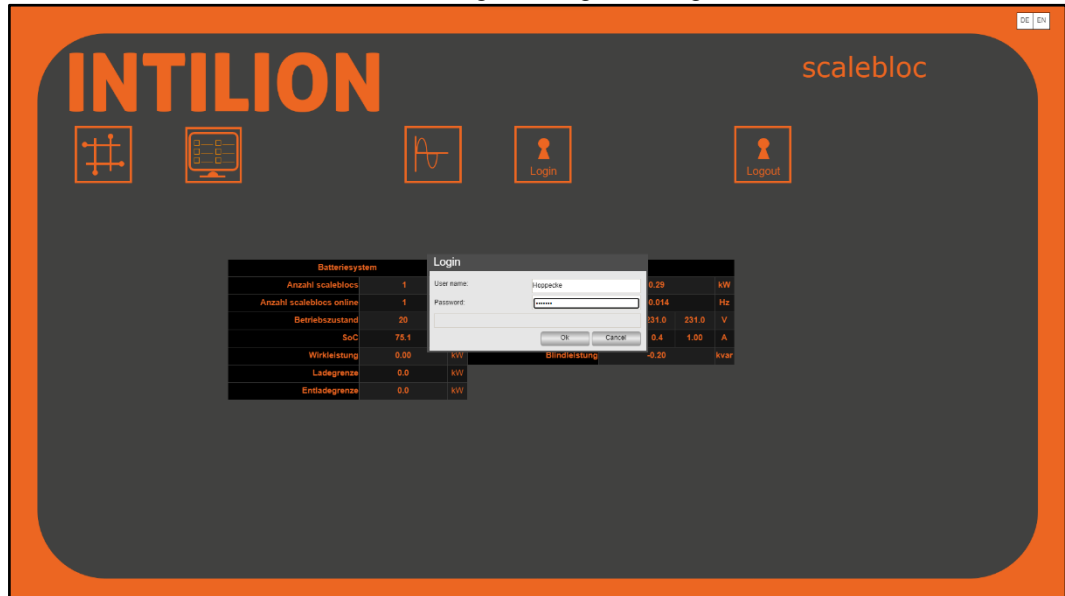 DE EN
INTILION
scalebloc
Login
Logout
Batteriesystem
Anzahl scaleblocs 1
Anzahl scaleblocs online 1
Betriebszustand 20
SoC 75.1
Wirkleistung 0.00 kW
Ladegrenze 0.0 kW
Entladegrenze 0.0 kW
Login
User name: Hoppecke
Password: •••••••
Ok Cancel
0.29 kW
0.014 Hz
231.0 231.0 V
0.4 1.00 A
Blindleistung -0.20 kvar